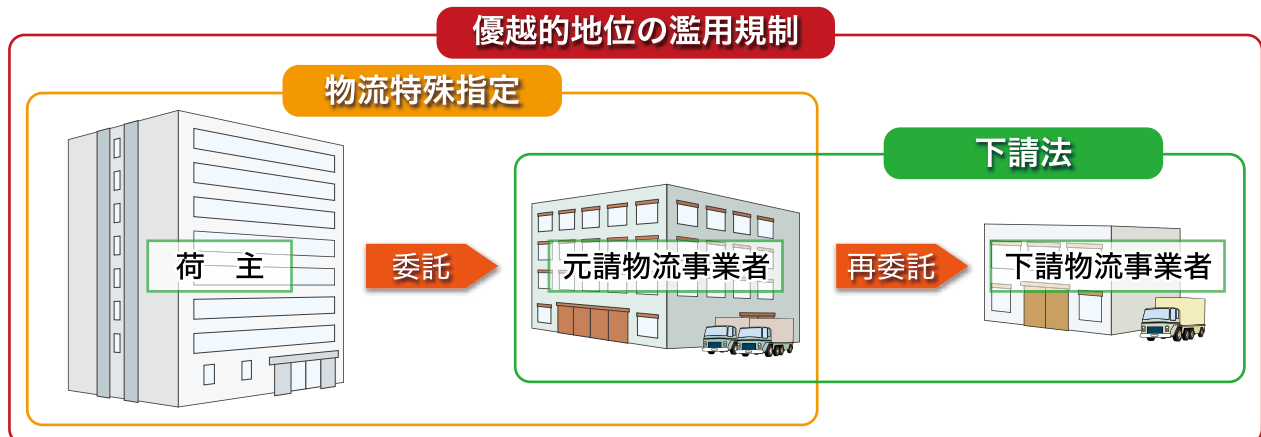 優越的地位の濫用規制
物流特殊指定
下請法
荷　主
委託
元請物流事業者
再委託
下請物流事業者